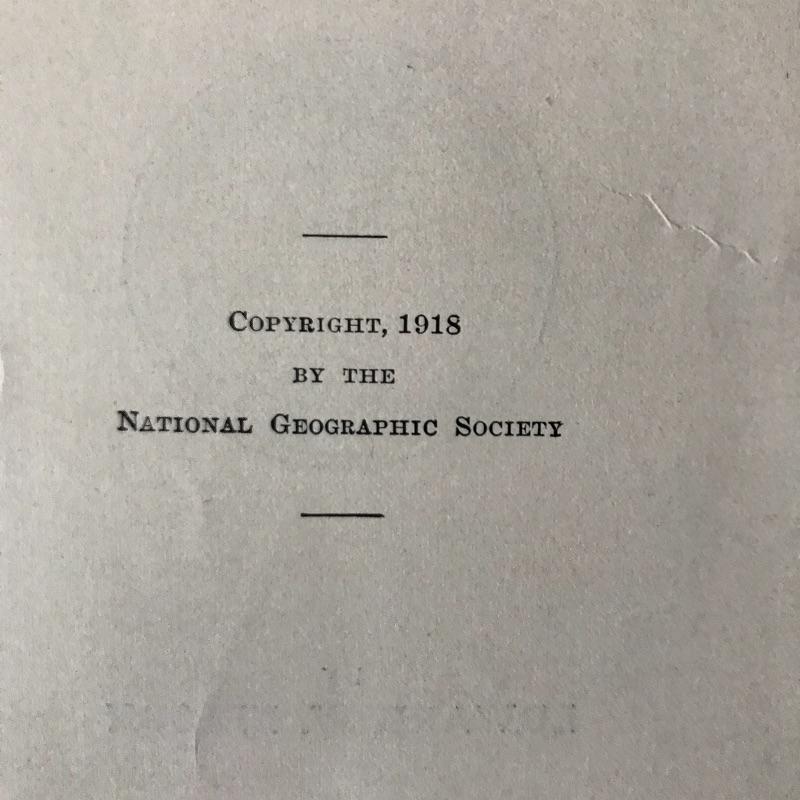 Copyright, 1918
by the
National Geographic Society